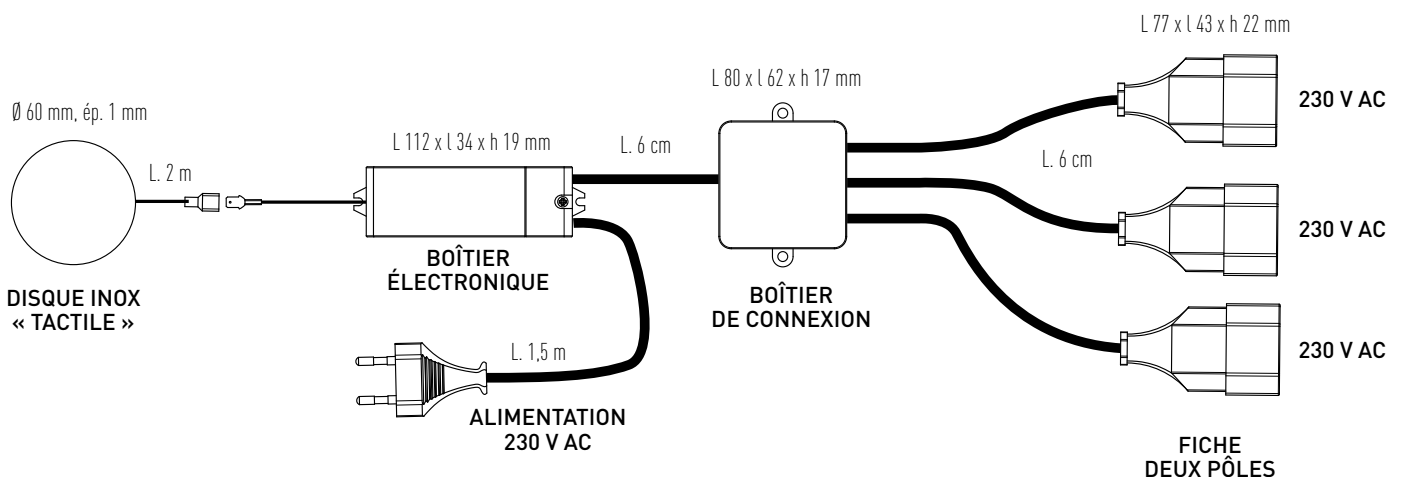 L 77 x l 43 x h 22 mm
L 80 x l 62 x h 17 mm
230 V AC
Ø 60 mm, ép. 1 mm
L 112 x l 34 x h 19 mm
L. 6 cm
L. 2 m
L. 6 cm
230 V AC
BOÎTIER
ÉLECTRONIQUE
DISQUE INOX
« TACTILE »
BOÎTIER
DE CONNEXION
L. 1,5 m
230 V AC
ALIMENTATION
230 V AC
FICHE
DEUX PÔLES